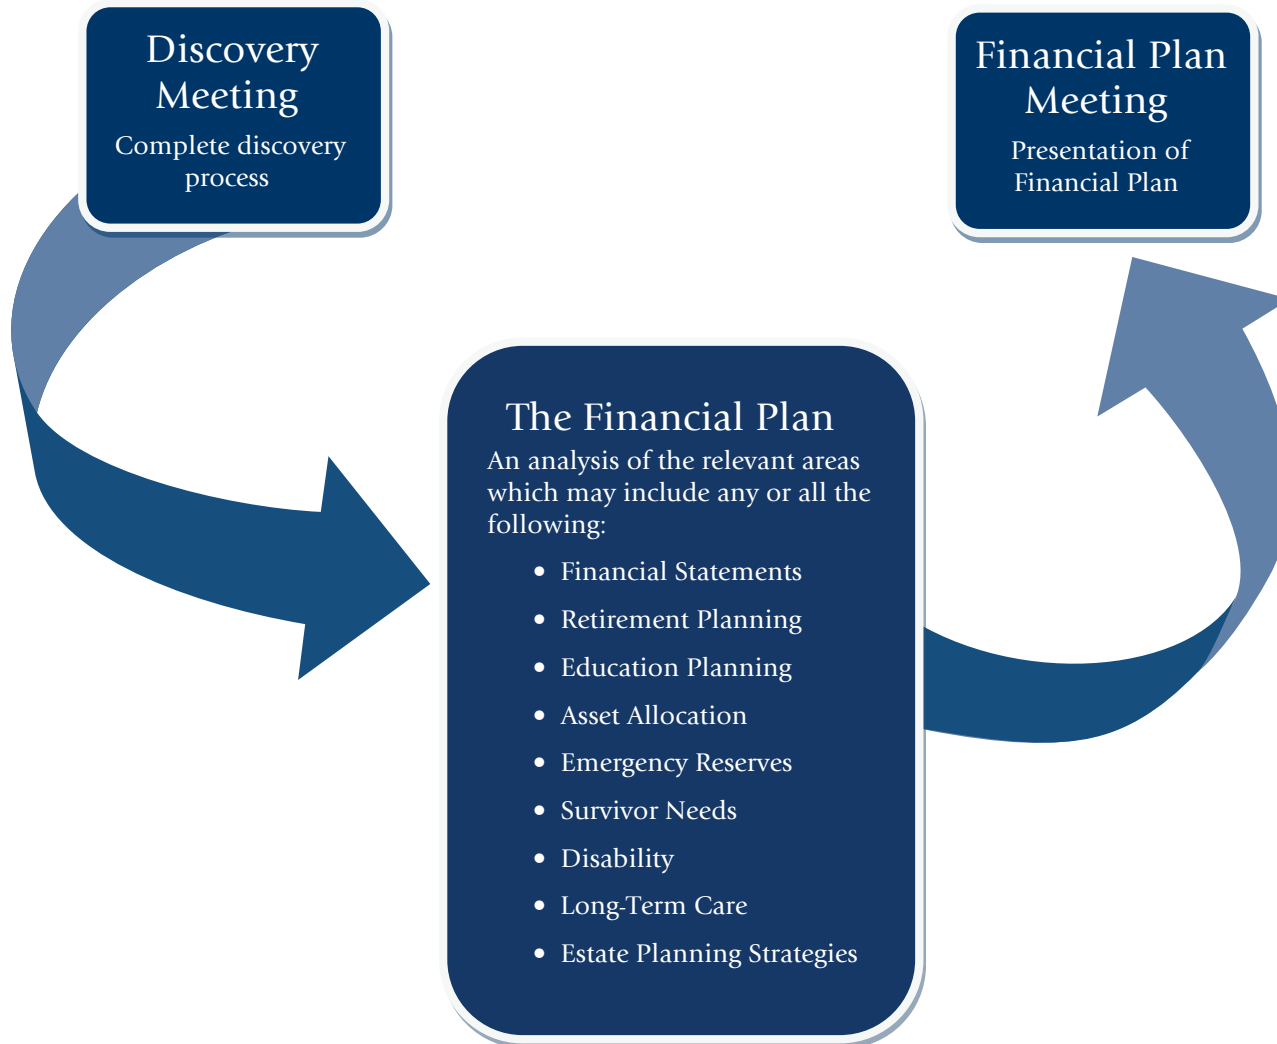 Discovery
Meeting
Complete discovery
process
Financial Plan
Meeting
Presentation of
Financial Plan
The Financial Plan
An analysis of the relevant areas
which may include any or all the
following:
• Financial Statements
• Retirement Planning
• Education Planning
• Asset Allocation
• Emergency Reserves
• Survivor Needs
• Disability
• Long-Term Care
• Estate Planning Strategies